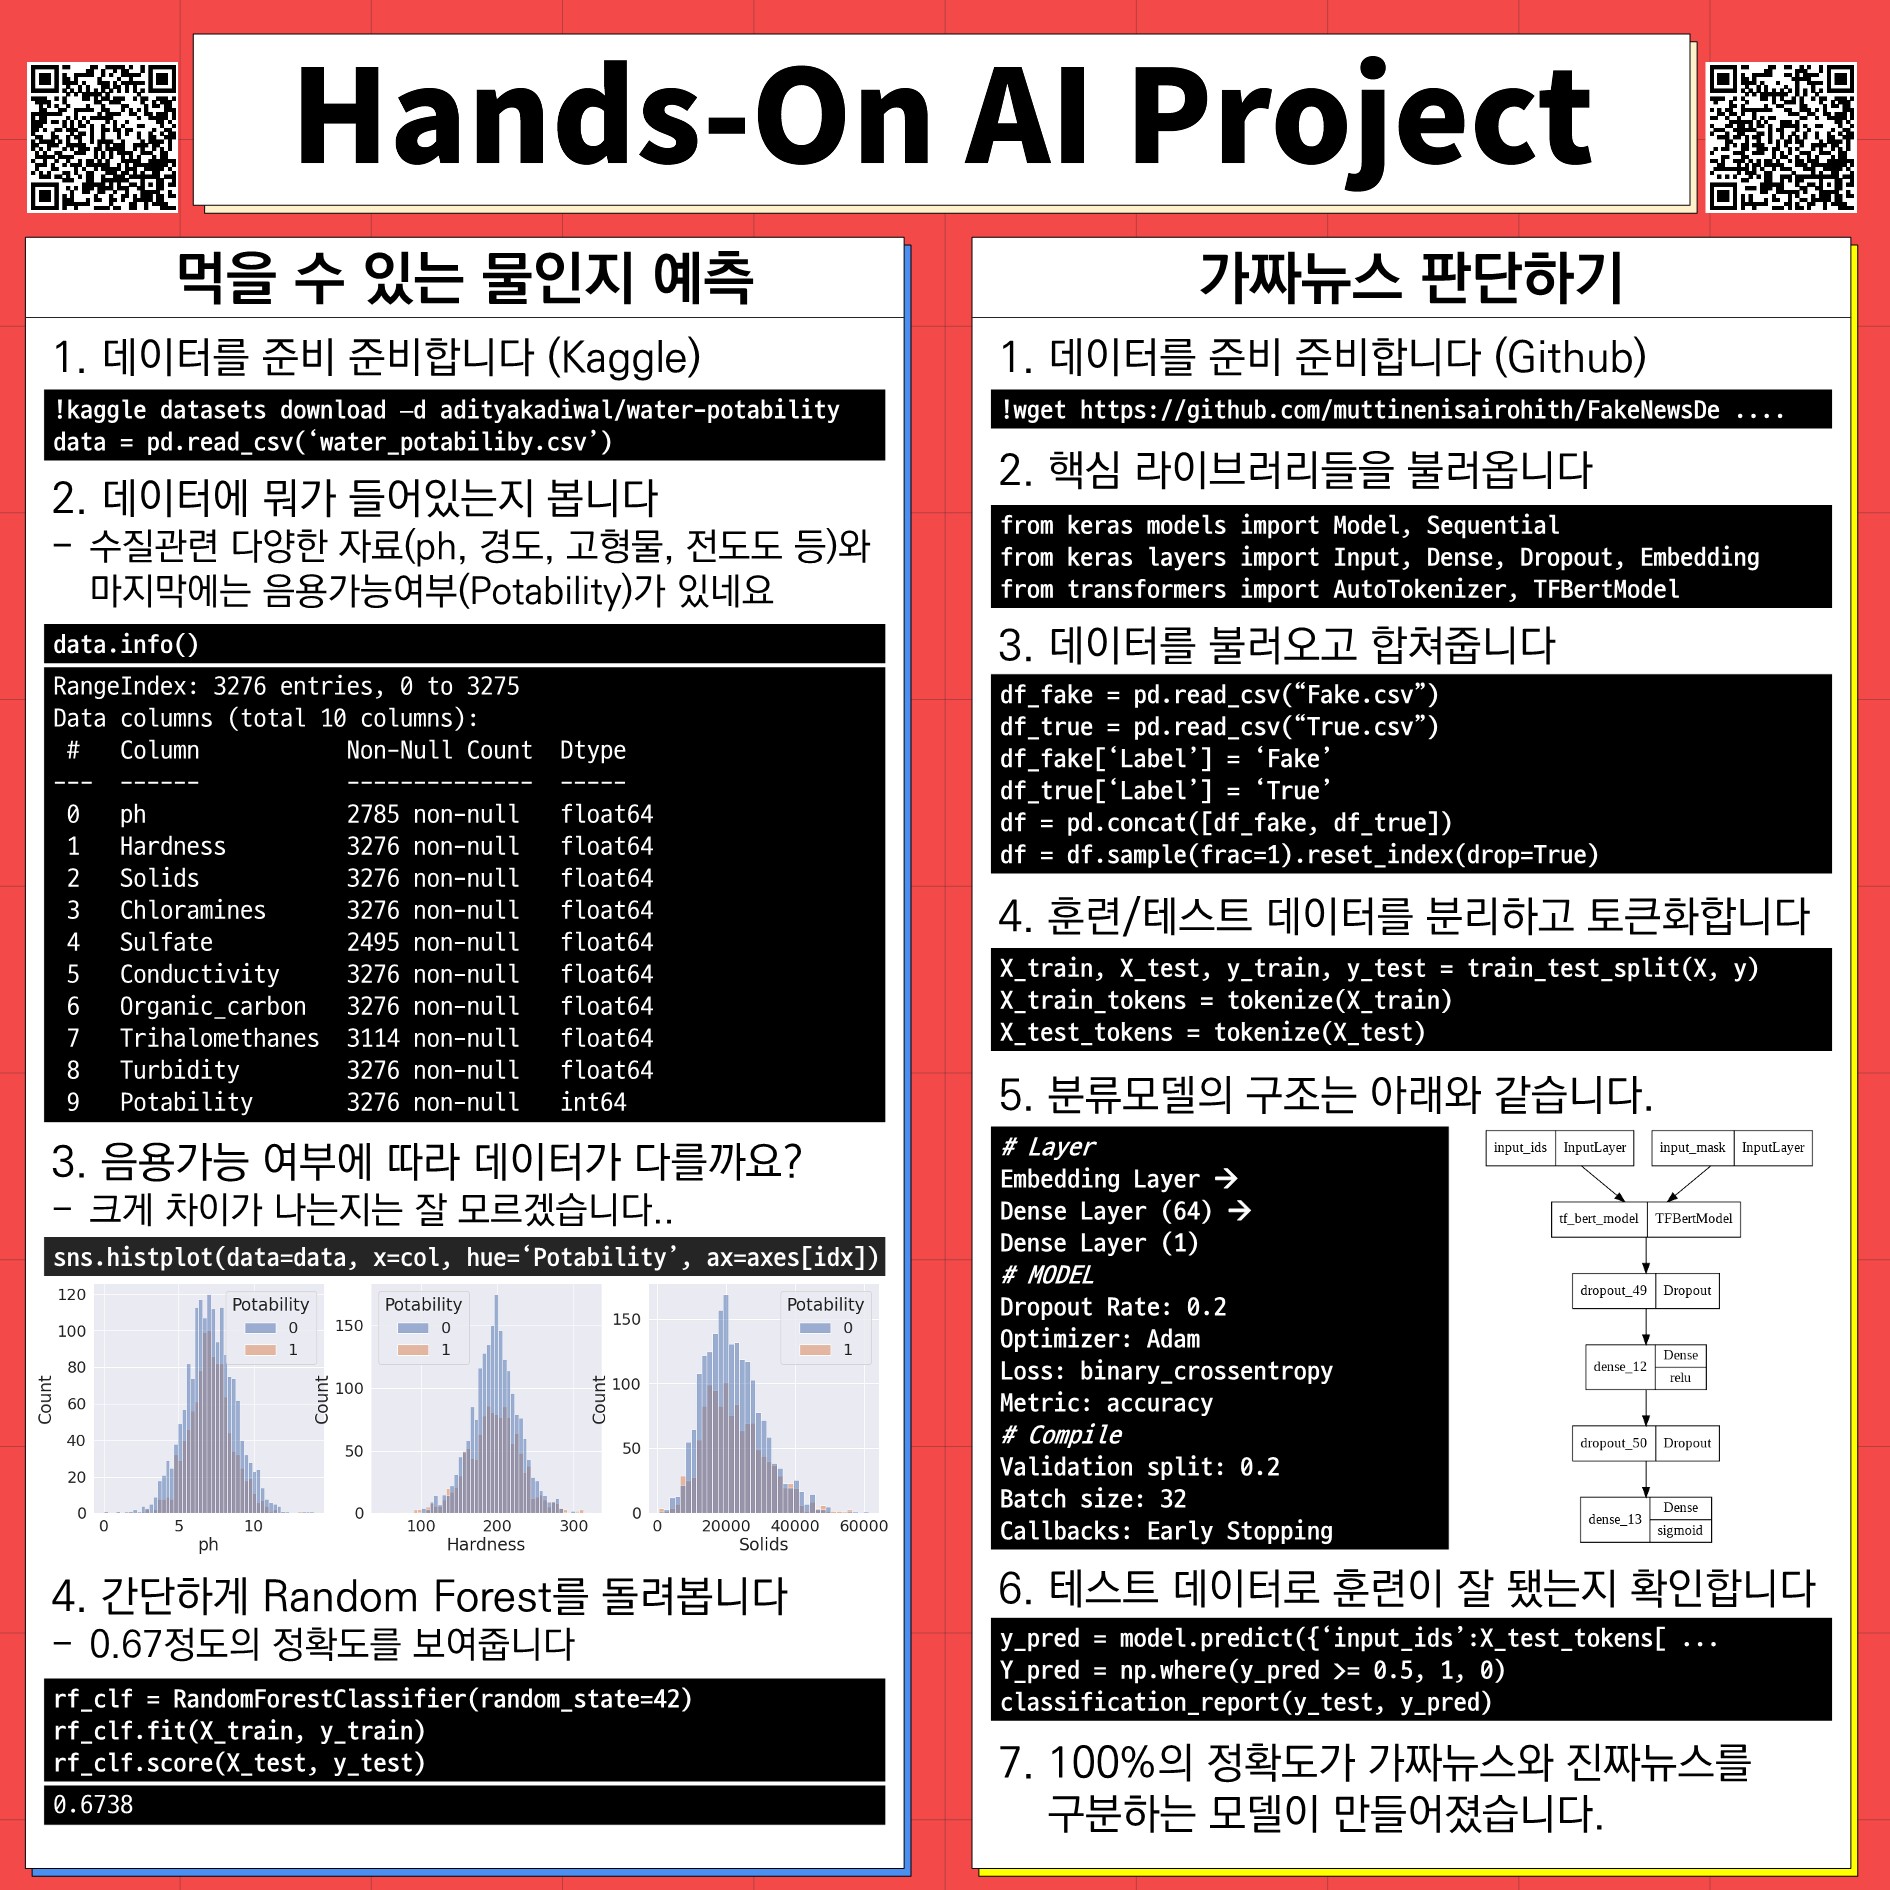 Hands-On AI Project
먹을 수 있는 물인지 예측
1. 데이터를 준비 준비합니다 (Kaggle)
!kaggle datasets download –d adityakadiwal/water-potability
data = pd.read_csv(‘water_potabiliby.csv’)
2. 데이터에 뭐가 들어있는지 봅니다
- 수질관련 다양한 자료(ph, 경도, 고형물, 전도도 등)와
마지막에는 음용가능여부(Potability)가 있네요
data.info()
RangeIndex: 3276 entries, 0 to 3275
Data columns (total 10 columns):
# Column Non-Null Count Dtype
--- ------ -------------- -----
0 ph 2785 non-null float64
1 Hardness 3276 non-null float64
2 Solids 3276 non-null float64
3 Chloramines 3276 non-null float64
4 Sulfate 2495 non-null float64
5 Conductivity 3276 non-null float64
6 Organic_carbon 3276 non-null float64
7 Trihalomethanes 3114 non-null float64
8 Turbidity 3276 non-null float64
9 Potability 3276 non-null int64
3. 음용가능 여부에 따라 데이터가 다를까요?
- 크게 차이가 나는지는 잘 모르겠습니다..
sns.histplot(data=data, x=col, hue=‘Potability’, ax=axes[idx])
Count
120
100
80
60
40
20
0
Potability
0
1
0 5 10
ph
Count
150
100
50
0
Potability
0
1
100 200 300
Hardness
Count
150
100
50
0
Potability
0
1
0 20000 40000 60000
Solids
4. 간단하게 Random Forest를 돌려봅니다
- 0.67정도의 정확도를 보여줍니다
rf_clf = RandomForestClassifier(random_state=42)
rf_clf.fit(X_train, y_train)
rf_clf.score(X_test, y_test)
0.6738
가짜뉴스 판단하기
1. 데이터를 준비 준비합니다 (Github)
!wget https://github.com/muttinenisairohith/FakeNewsDe ....
2. 핵심 라이브러리들을 불러옵니다
from keras models import Model, Sequential
from keras layers import Input, Dense, Dropout, Embedding
from transformers import AutoTokenizer, TFBertModel
3. 데이터를 불러오고 합쳐줍니다
df_fake = pd.read_csv(“Fake.csv”)
df_true = pd.read_csv(“True.csv”)
df_fake[‘Label’] = ‘Fake’
df_true[‘Label’] = ‘True’
df = pd.concat([df_fake, df_true])
df = df.sample(frac=1).reset_index(drop=True)
4. 훈련/테스트 데이터를 분리하고 토큰화합니다
X_train, X_test, y_train, y_test = train_test_split(X, y)
X_train_tokens = tokenize(X_train)
X_test_tokens = tokenize(X_test)
5. 분류모델의 구조는 아래와 같습니다.
# Layer
Embedding Layer →
Dense Layer (64) →
Dense Layer (1)
# MODEL
Dropout Rate: 0.2
Optimizer: Adam
Loss: binary_crossentropy
Metric: accuracy
# Compile
Validation split: 0.2
Batch size: 32
Callbacks: Early Stopping
input_ids InputLayer
input_mask InputLayer
tf_bert_model TFBertModel
dropout_49 Dropout
dense_12 Dense
relu
dropout_50 Dropout
dense_13 Dense
sigmoid
6. 테스트 데이터로 훈련이 잘 됐는지 확인합니다
y_pred = model.predict({‘input_ids’:X_test_tokens[ ...
Y_pred = np.where(y_pred >= 0.5, 1, 0)
classification_report(y_test, y_pred)
7. 100%의 정확도가 가짜뉴스와 진짜뉴스를
구분하는 모델이 만들어졌습니다.